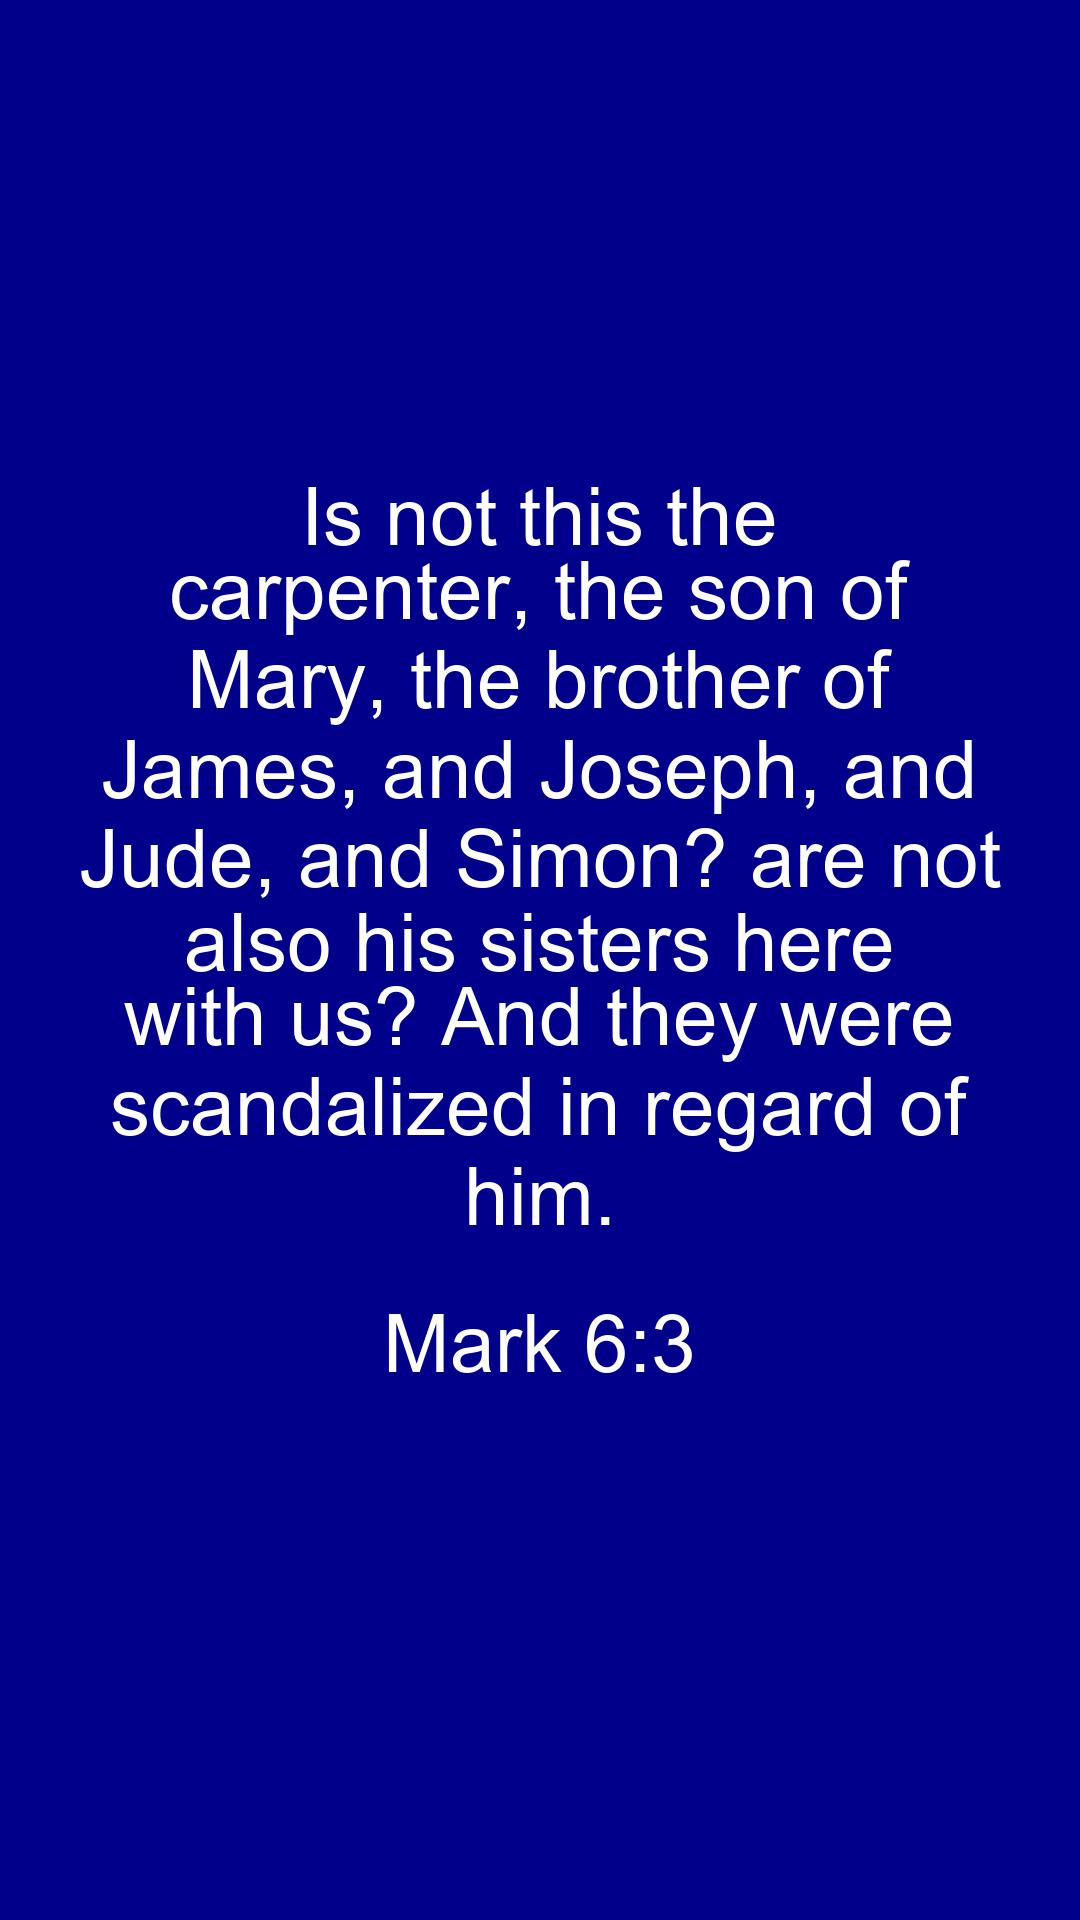 Is not this the
carpenter, the son of
Mary, the brother of
James, and Joseph, and
Jude, and Simon? are not
also his sisters here
with us? And they were
scandalized in regard of
him.
Mark 6:3